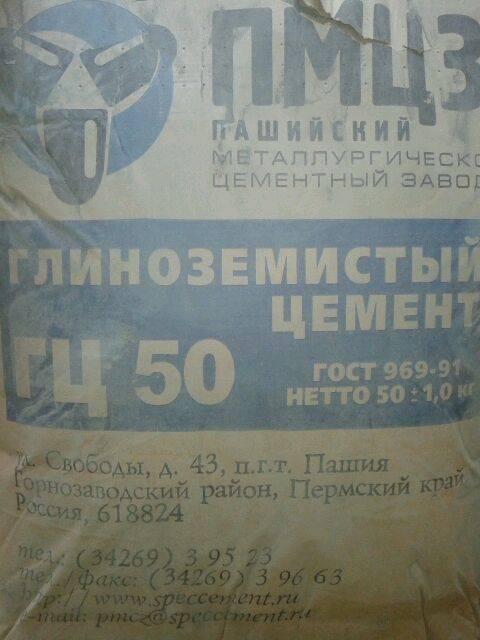 ПМЦЗ
ПАШИЙСКИЙ
МЕТАЛЛУРГИЧЕСКО
ЦЕМЕНТНЫЙ ЗАВОД
ГЛИНОЗЕМИСТЫЙ
ЦЕМЕНТ
ГЦ 50
ГОСТ 969-91
НЕТТО 50 ± 1,0 кг
ул. Свободы, д. 43, п.г.т. Пашия
Горнозаводский район, Пермский край
Россия, 618824
тел.: (34269) 3 95 23
тел./факс: (34269) 3 96 63
http://www.speccement.ru
e-mail: pmcz@speccement.ru